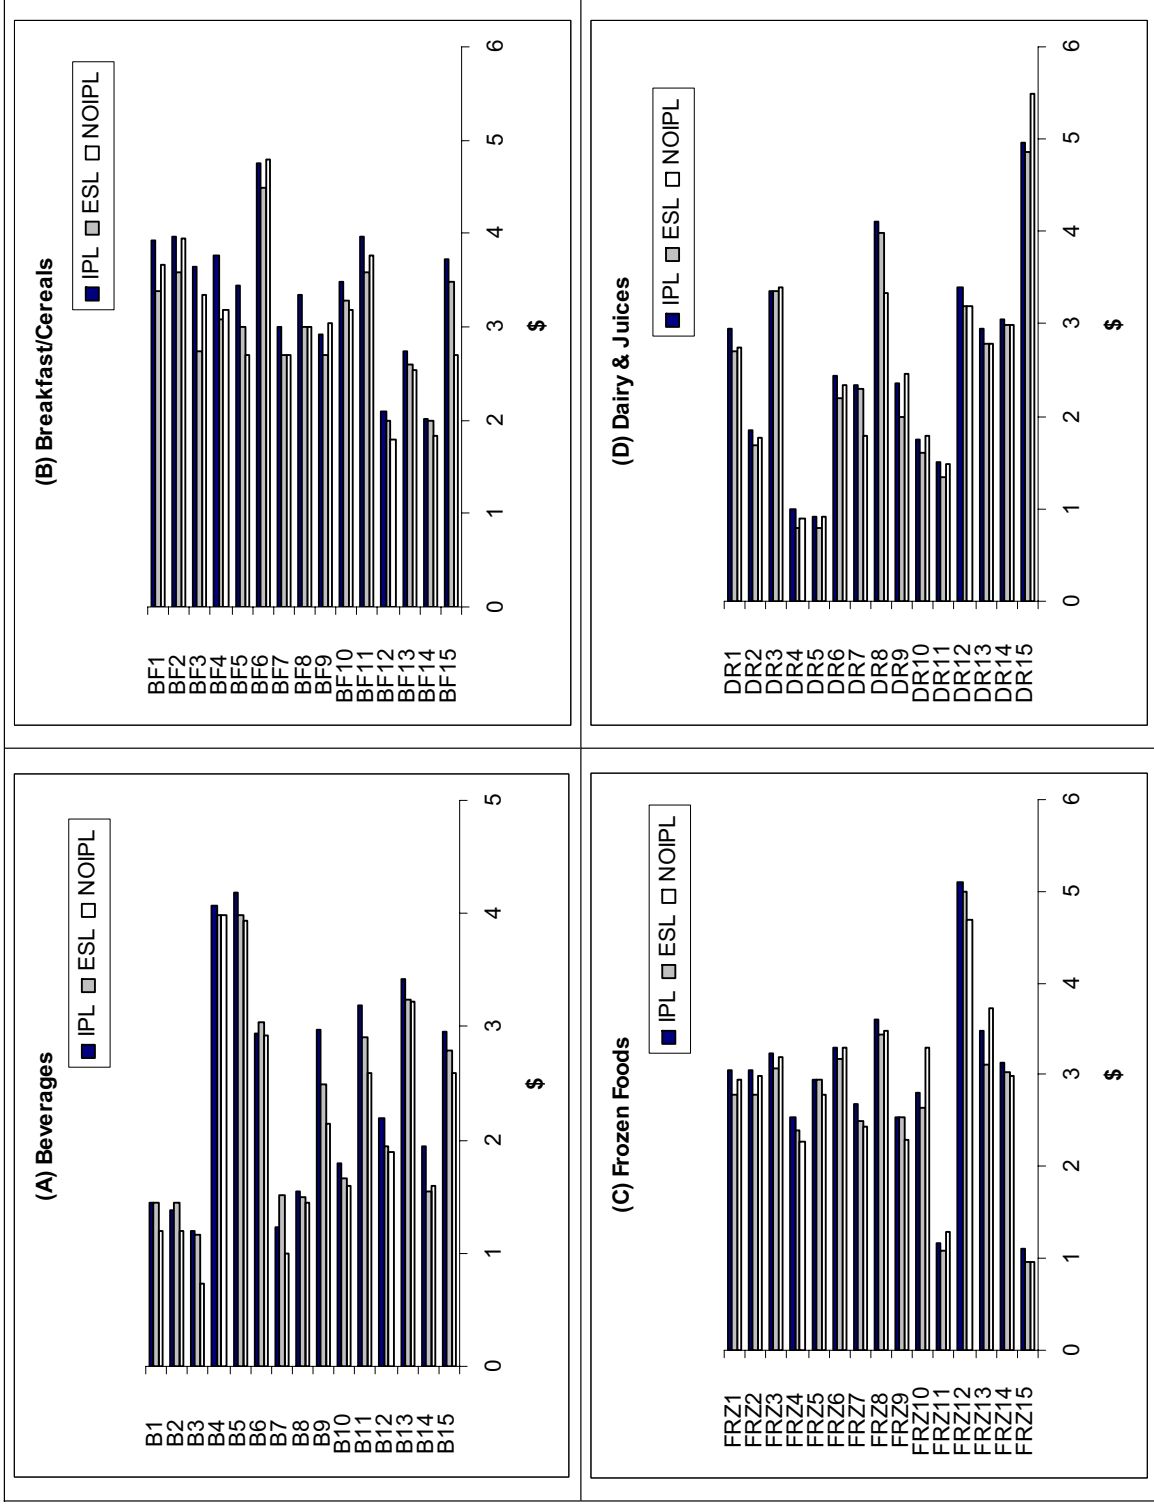 (A) Beverages
IPL ESL NOIPL
B1
B2
B3
B4
B5
B6
B7
B8
B9
B10
B11
B12
B13
B14
B15
0 1 2 3 4 5
$
(B) Breakfast/Cereals
IPL ESL NOIPL
BF1
BF2
BF3
BF4
BF5
BF6
BF7
BF8
BF9
BF10
BF11
BF12
BF13
BF14
BF15
0 1 2 3 4 5 6
$
(C) Frozen Foods
IPL ESL NOIPL
FRZ1
FRZ2
FRZ3
FRZ4
FRZ5
FRZ6
FRZ7
FRZ8
FRZ9
FRZ10
FRZ11
FRZ12
FRZ13
FRZ14
FRZ15
0 1 2 3 4 5 6
$
(D) Dairy & Juices
IPL ESL NOIPL
DR1
DR2
DR3
DR4
DR5
DR6
DR7
DR8
DR9
DR10
DR11
DR12
DR13
DR14
DR15
0 1 2 3 4 5 6
$